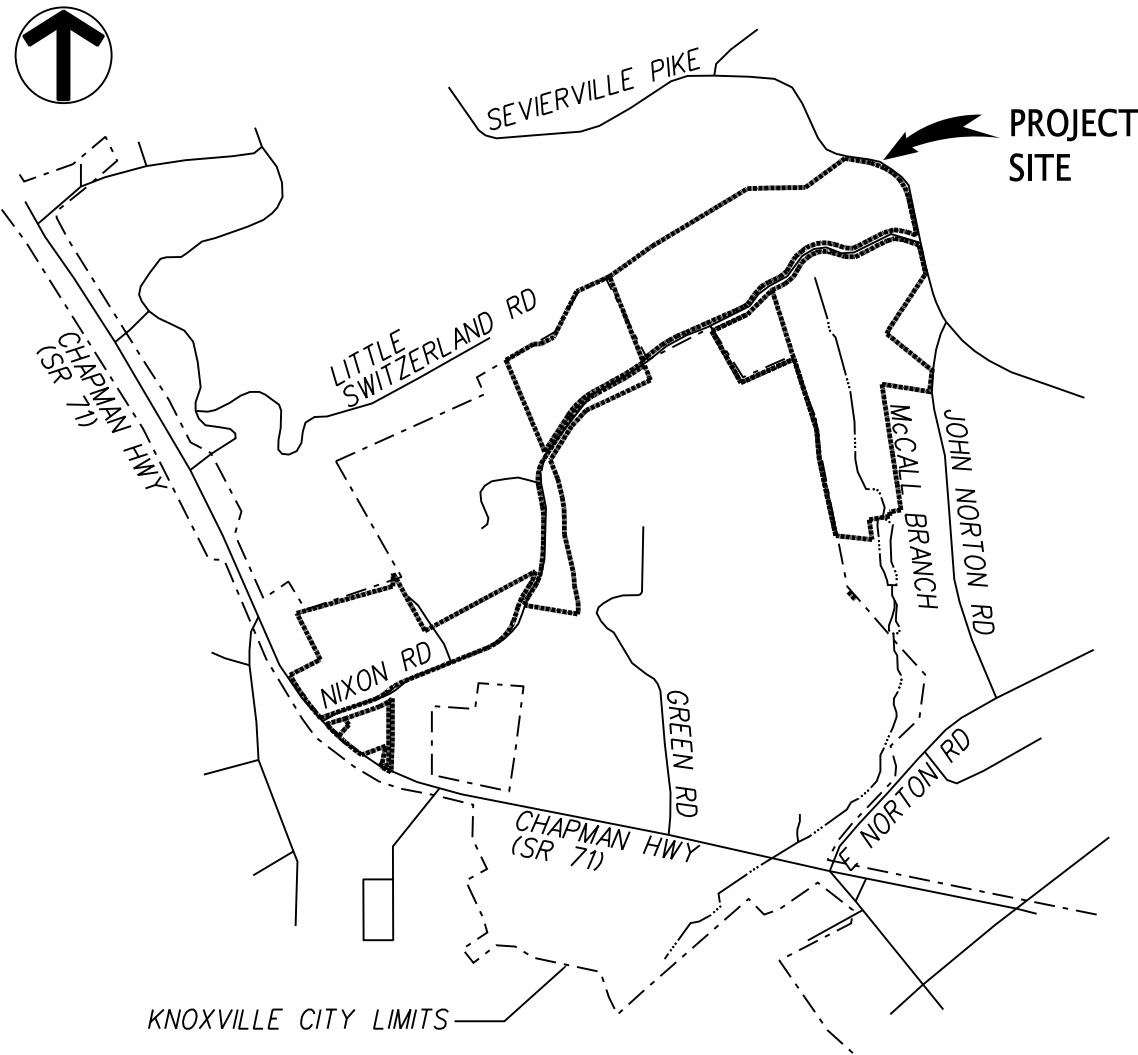 SEVIERVILLE PIKE
PROJECT
SITE
LITTLE
SWITZERLAND RD
CHAPMAN HWY
(SR 71)
McCALL BRANCH
JOHN NORTON RD
NIXON RD
GREEN RD
E NORTON RD
CHAPMAN HWY
(SR 71)
KNOXVILLE CITY LIMITS